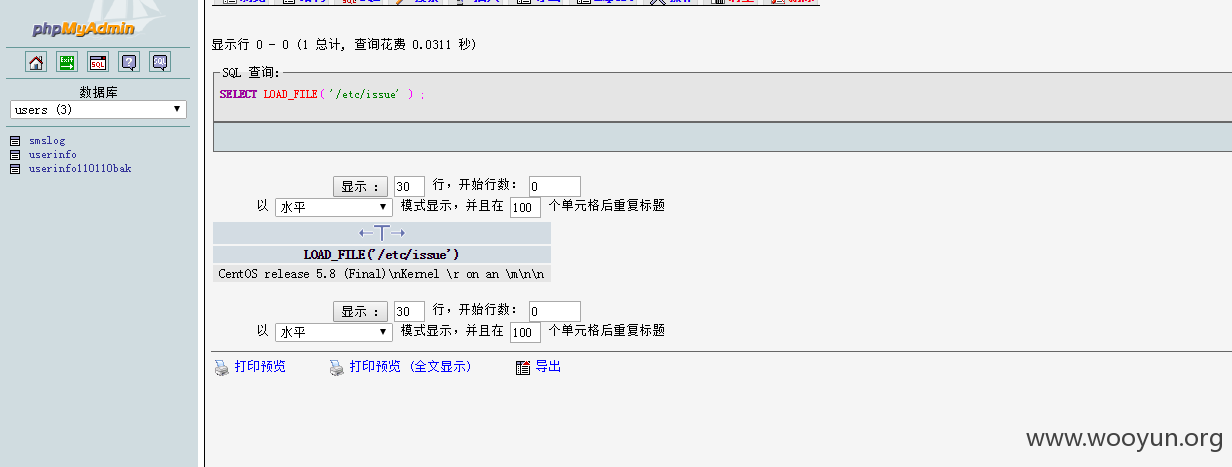 phpMyAdmin
数据库
users (3)
smslog
userinfo
userinfo110110bak
显示行 0 - 0 (1 总计, 查询花费 0.0311 秒)
SQL 查询:
SELECT LOAD_FILE( '/etc/issue' ) ;
显示 : 30 行，开始行数: 0
以 水平 模式显示，并且在 100 个单元格后重复标题
←T→
LOAD_FILE('/etc/issue')
CentOS release 5.8 (Final)\nKernel \r on an \m\n\n
显示 : 30 行，开始行数: 0
以 水平 模式显示，并且在 100 个单元格后重复标题
打印预览 打印预览 (全文显示) 导出
www.wooyun.org